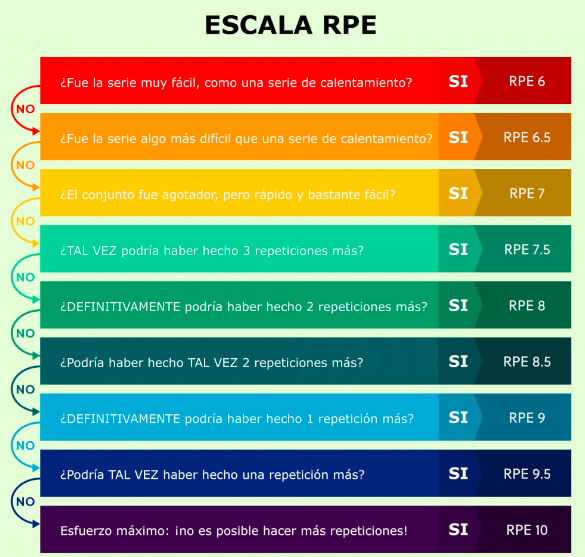 ESCALA RPE
¿Fue la serie muy fácil, como una serie de calentamiento? SI RPE 6
NO
¿Fue la serie algo más difícil que una serie de calentamiento? SI RPE 6.5
NO
¿El conjunto fue agotador, pero rápido y bastante fácil? SI RPE 7
NO
¿TAL VEZ podría haber hecho 3 repeticiones más? SI RPE 7.5
NO
¿DEFINITIVAMENTE podría haber hecho 2 repeticiones más? SI RPE 8
NO
¿Podría haber hecho TAL VEZ 2 repeticiones más? SI RPE 8.5
NO
¿DEFINITIVAMENTE podría haber hecho 1 repetición más? SI RPE 9
NO
¿Podría TAL VEZ haber hecho una repetición más? SI RPE 9.5
NO
Esfuerzo máximo: ¡no es posible hacer más repeticiones! SI RPE 10